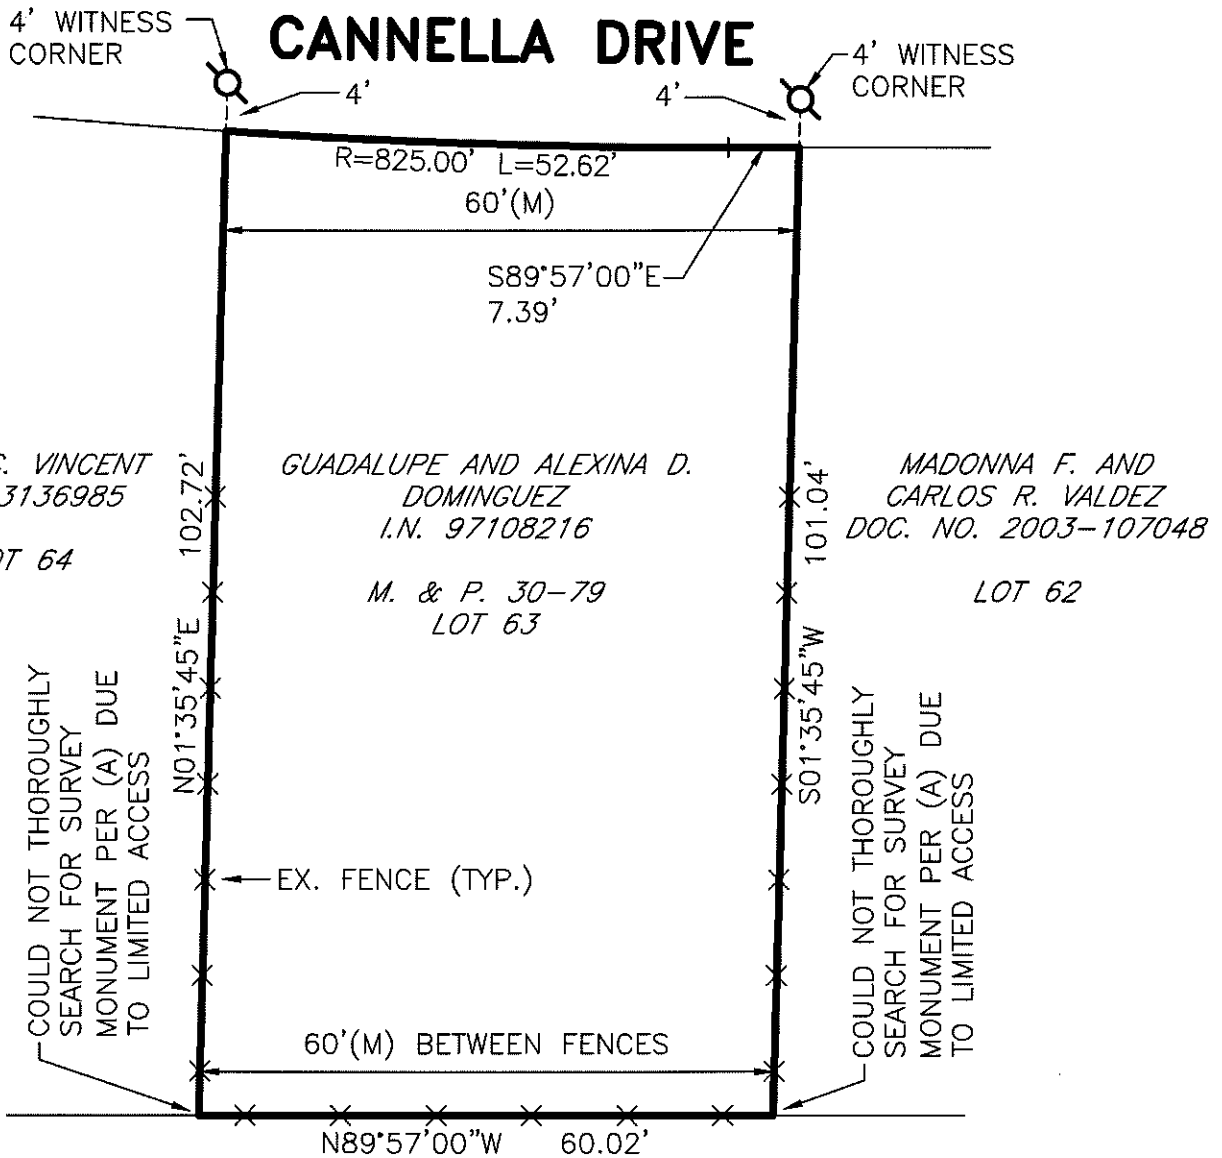 4' WITNESS
CORNER
CANNELLA DRIVE
4' WITNESS
CORNER
4'
4'
R=825.00' L=52.62'
60'(M)
S89°57'00"E
7.39'
C. VINCENT
3136985
OT 64
102.72'
N01°35'45"E
GUADALUPE AND ALEXINA D.
DOMINGUEZ
I.N. 97108216
M. & P. 30-79
LOT 63
101.04'
S01°35'45"W
MADONNA F. AND
CARLOS R. VALDEZ
DOC. NO. 2003-107048
LOT 62
COULD NOT THOROUGHLY
SEARCH FOR SURVEY
MONUMENT PER (A) DUE
TO LIMITED ACCESS
EX. FENCE (TYP.)
COULD NOT THOROUGHLY
SEARCH FOR SURVEY
MONUMENT PER (A) DUE
TO LIMITED ACCESS
60'(M) BETWEEN FENCES
N89°57'00"W 60.02'